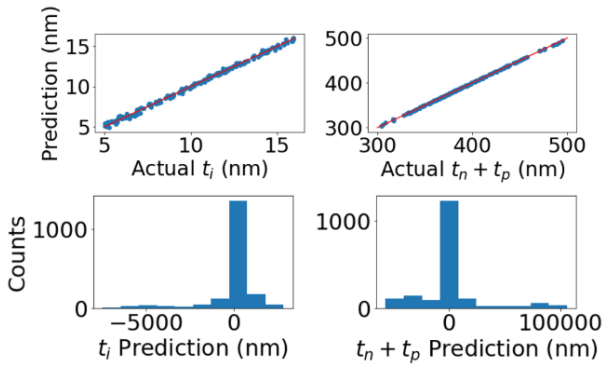 Prediction (nm)
15
10
5
5 10 15
Actual t_i (nm)
500
400
300
300 400 500
Actual t_n + t_p (nm)
Counts
1000
0
−5000 0
t_i Prediction (nm)
1000
0
0 100000
t_n + t_p Prediction (nm)